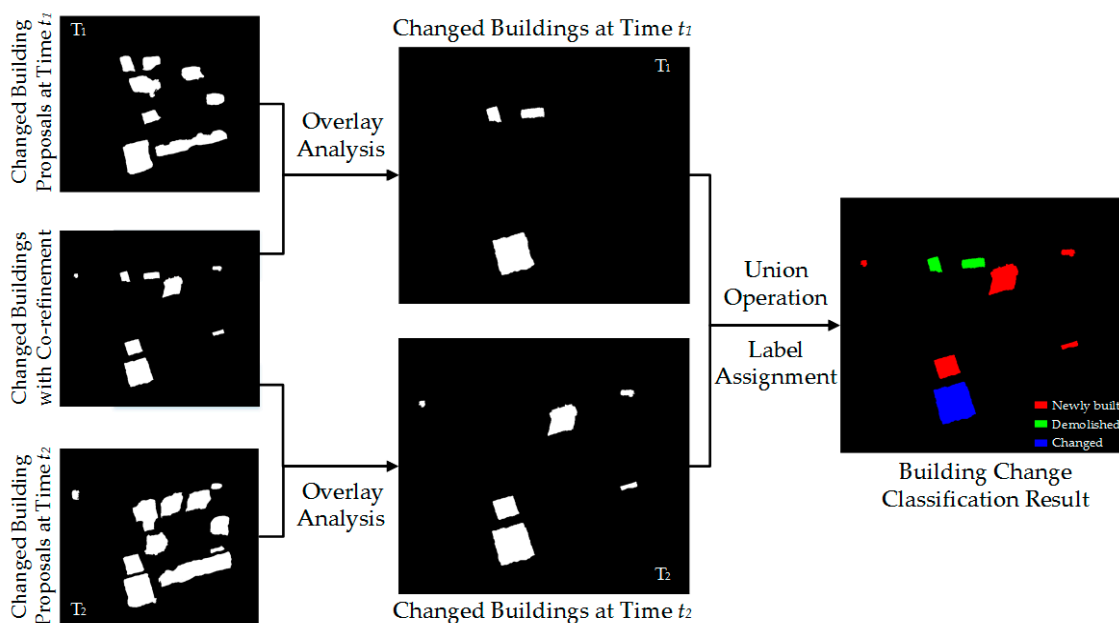 Changed Building
Proposals at Time t1
T1
Changed Buildings
with Co-refinement
Changed Building
Proposals at Time t2
T2
Overlay
Analysis
Overlay
Analysis
Changed Buildings at Time t1
T1
T2
Changed Buildings at Time t2
Union
Operation
Label
Assignment
Newly built
Demolished
Changed
Building Change
Classification Result